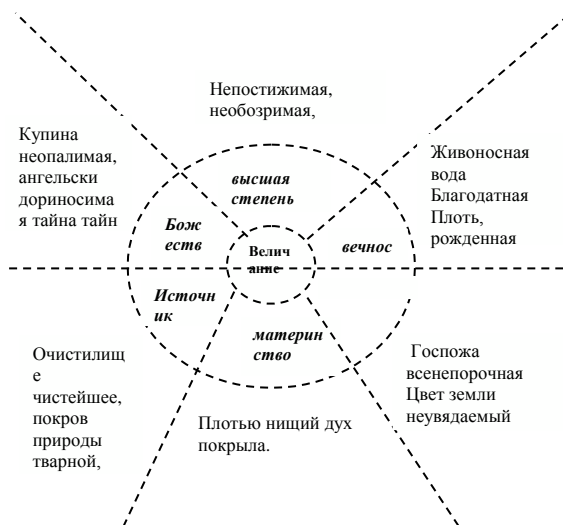 Непостижимая,
необозримая,
Купина
неопалимая,
ангельски
дориносима
я тайна тайн
Живоносная
вода
Благодатная
Плоть,
рожденная
высшая
степень
Бож
еств
Велич
ание
вечнос
Источн
ик
материн
ство
Очистилищ
е
чистейшее,
покров
природы
тварной,
Госпожа
всенепорочная
Цвет земли
неувядаемый
Плотью нищий дух
покрыла.